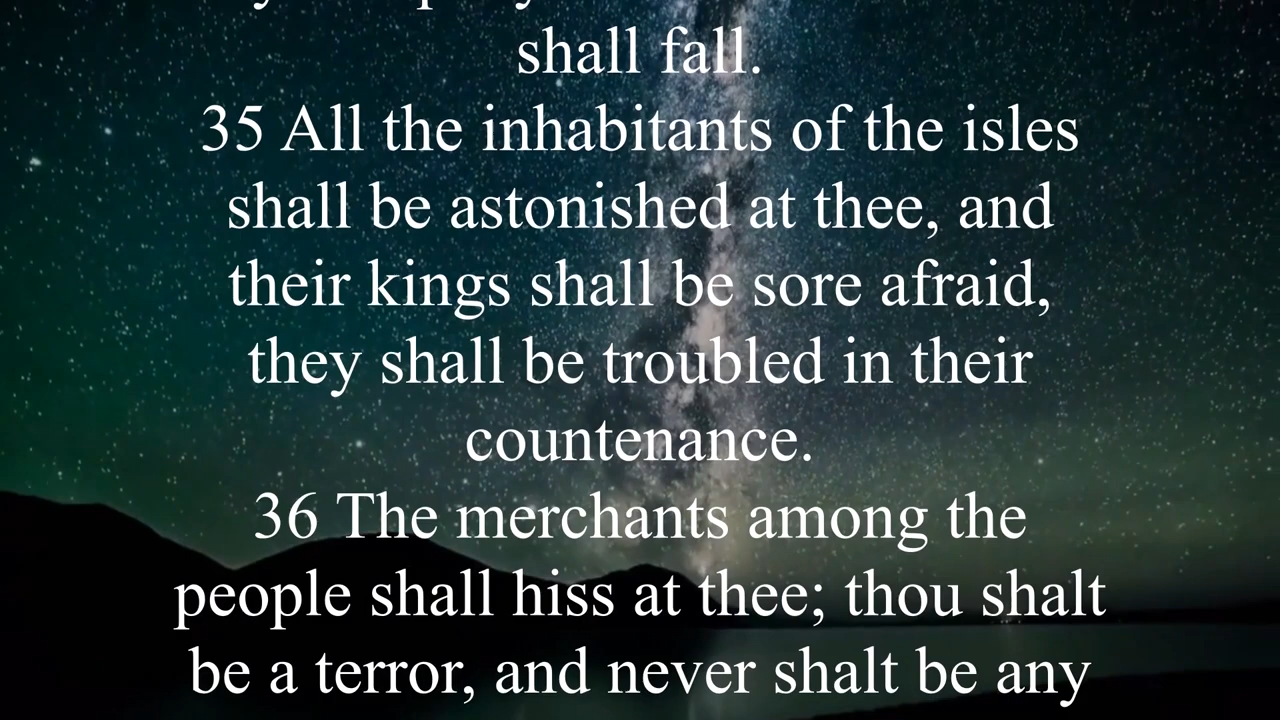 shall fall.
35 All the inhabitants of the isles
shall be astonished at thee, and
their kings shall be sore afraid,
they shall be troubled in their
countenance.
36 The merchants among the
people shall hiss at thee; thou shalt
be a terror, and never shalt be any